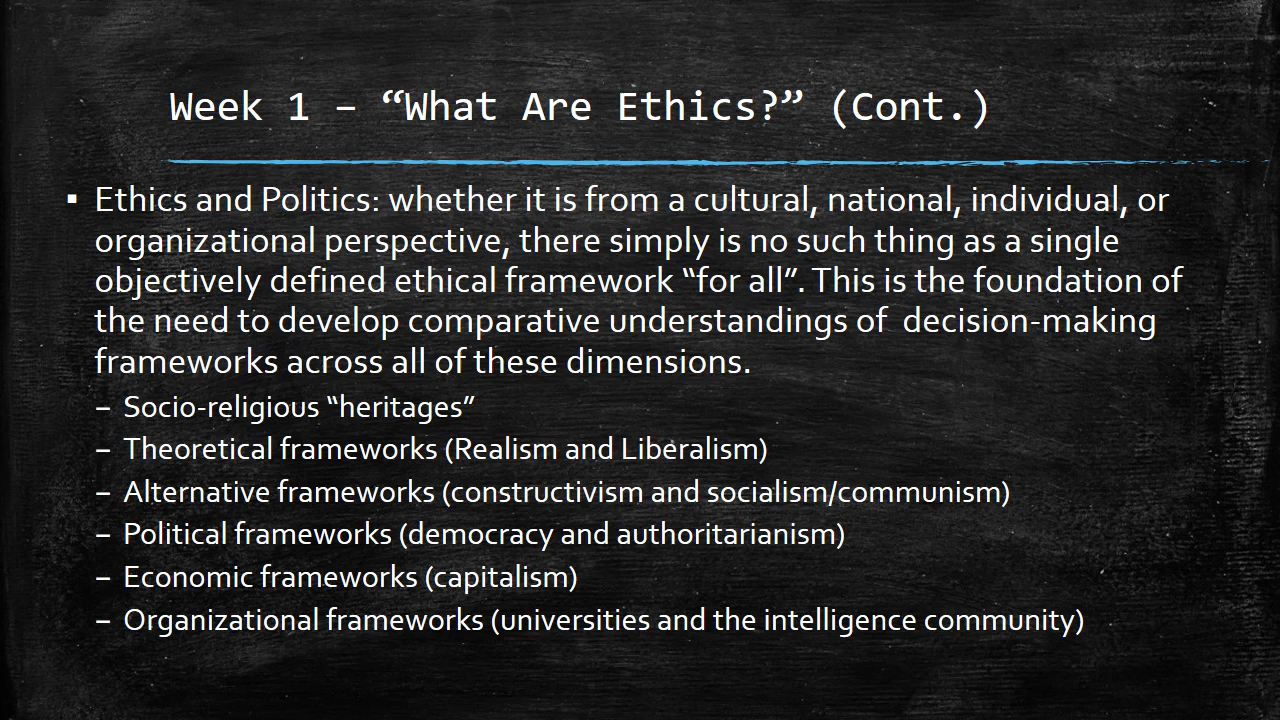 Week 1 – “What Are Ethics?” (Cont.)
▪ Ethics and Politics: whether it is from a cultural, national, individual, or
organizational perspective, there simply is no such thing as a single
objectively defined ethical framework “for all”. This is the foundation of
the need to develop comparative understandings of  decision-making
frameworks across all of these dimensions.
– Socio-religious “heritages”
– Theoretical frameworks (Realism and Liberalism)
– Alternative frameworks (constructivism and socialism/communism)
– Political frameworks (democracy and authoritarianism)
– Economic frameworks (capitalism)
– Organizational frameworks (universities and the intelligence community)